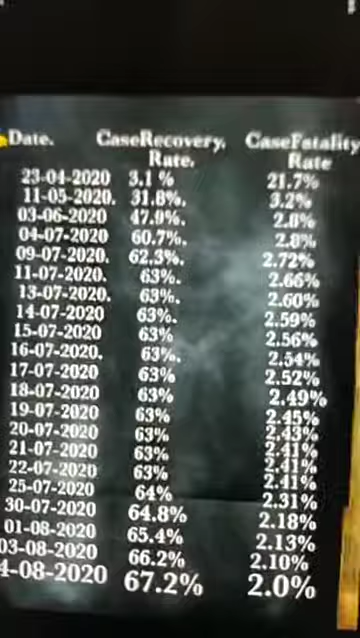 Date. CaseRecovery. CaseFatality
Rate. Rate
23-04-2020 3.1 % 21.7%
11-05-2020. 31.8%. 3.2%
03-06-2020 47.9%. 2.8%
04-07-2020 60.7%. 2.8%
09-07-2020. 62.3%. 2.72%
11-07-2020. 63%. 2.66%
13-07-2020. 63%. 2.60%
14-07-2020 63%. 2.59%
15-07-2020 63% 2.56%
16-07-2020. 63%. 2.54%
17-07-2020 63% 2.52%
18-07-2020 63% 2.49%
19-07-2020 63% 2.45%
20-07-2020 63% 2.43%
21-07-2020 63% 2.41%
2.41%
22-07-2020 63% 2.41%
25-07-2020 64% 2.31%
30-07-2020 64.8% 2.18%
01-08-2020 65.4% 2.13%
03-08-2020 66.2% 2.10%
4-08-2020 67.2% 2.0%